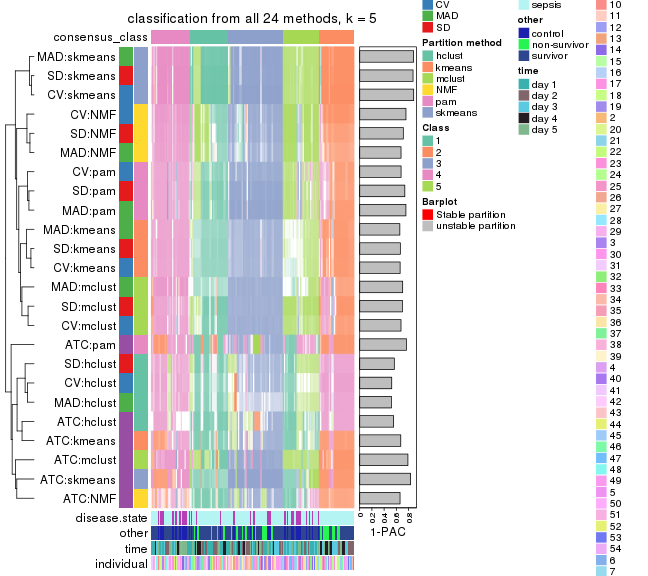 classification from all 24 methods, k = 5
consensus_class
MAD:skmeans
SD:skmeans
CV:skmeans
CV:NMF
SD:NMF
MAD:NMF
CV:pam
SD:pam
MAD:pam
MAD:kmeans
SD:kmeans
CV:kmeans
MAD:mclust
SD:mclust
CV:mclust
ATC:pam
SD:hclust
CV:hclust
MAD:hclust
ATC:hclust
ATC:kmeans
ATC:mclust
ATC:skmeans
ATC:NMF
disease.state
other
time
individual
0
0.2
0.4
0.6
0.8
1-PAC
CV
MAD
SD
Partition method
hclust
kmeans
mclust
NMF
pam
skmeans
Class
1
2
3
4
5
Barplot
Stable partition
unstable partition
sepsis
other
control
non-survivor
survivor
time
day 1
day 2
day 3
day 4
day 5
10
11
12
13
14
15
16
17
18
19
2
20
21
22
23
24
25
26
27
28
29
3
30
31
32
33
34
35
36
37
38
39
4
40
41
42
43
44
45
46
47
48
49
5
50
51
52
53
54
6
7